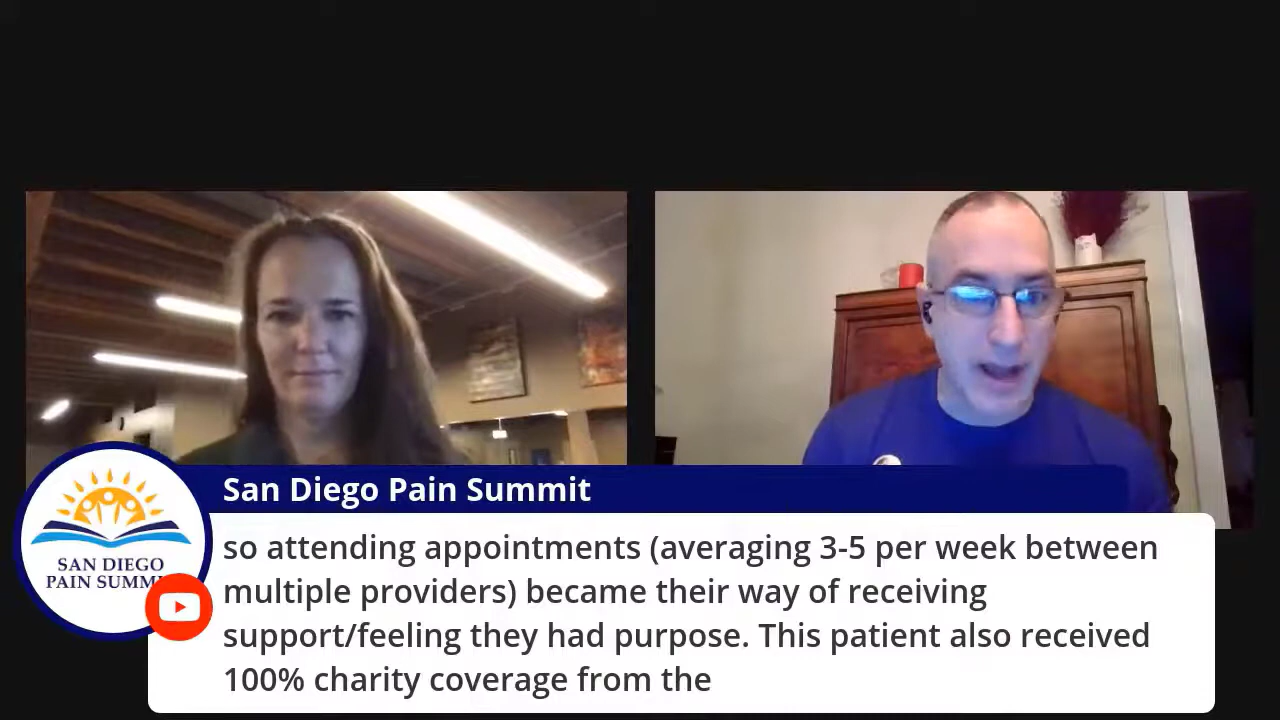 San Diego Pain Summit
SAN DIEGO
PAIN SUMMIT
so attending appointments (averaging 3-5 per week between
multiple providers) became their way of receiving
support/feeling they had purpose. This patient also received
100% charity coverage from the